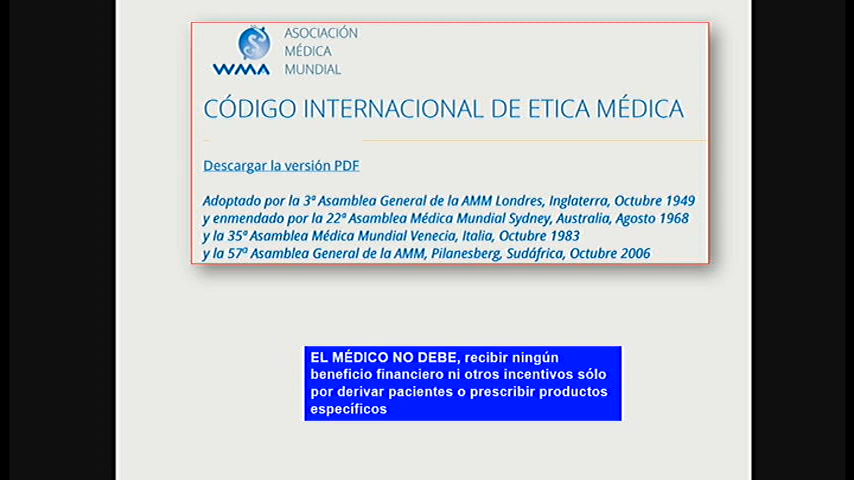 ASOCIACIÓN
MÉDICA
WMA MUNDIAL
CÓDIGO INTERNACIONAL DE ETICA MÉDICA
Descargar la versión PDF
Adoptado por la 3ª Asamblea General de la AMM Londres, Inglaterra, Octubre 1949
y enmendado por la 22ª Asamblea Médica Mundial Sydney, Australia, Agosto 1968
y la 35ª Asamblea Médica Mundial Venecia, Italia, Octubre 1983
y la 57ª Asamblea General de la AMM, Pilanesberg, Sudáfrica, Octubre 2006
EL MÉDICO NO DEBE, recibir ningún
beneficio financiero ni otros incentivos sólo
por derivar pacientes o prescribir productos
específicos